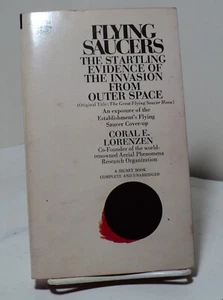 FLYING
SAUCERS
THE STARTLING
EVIDENCE OF THE
INVASION
FROM
OUTER SPACE
(Original Title: The Great Flying Saucer Hoax)
An exposure of the
Establishment's Flying
Saucer Cover-up
CORAL E.
LORENZEN
Co-Founder of the world-
renowned Aerial Phenomena
Research Organization
A SIGNET BOOK
COMPLETE AND UNABRIDGED